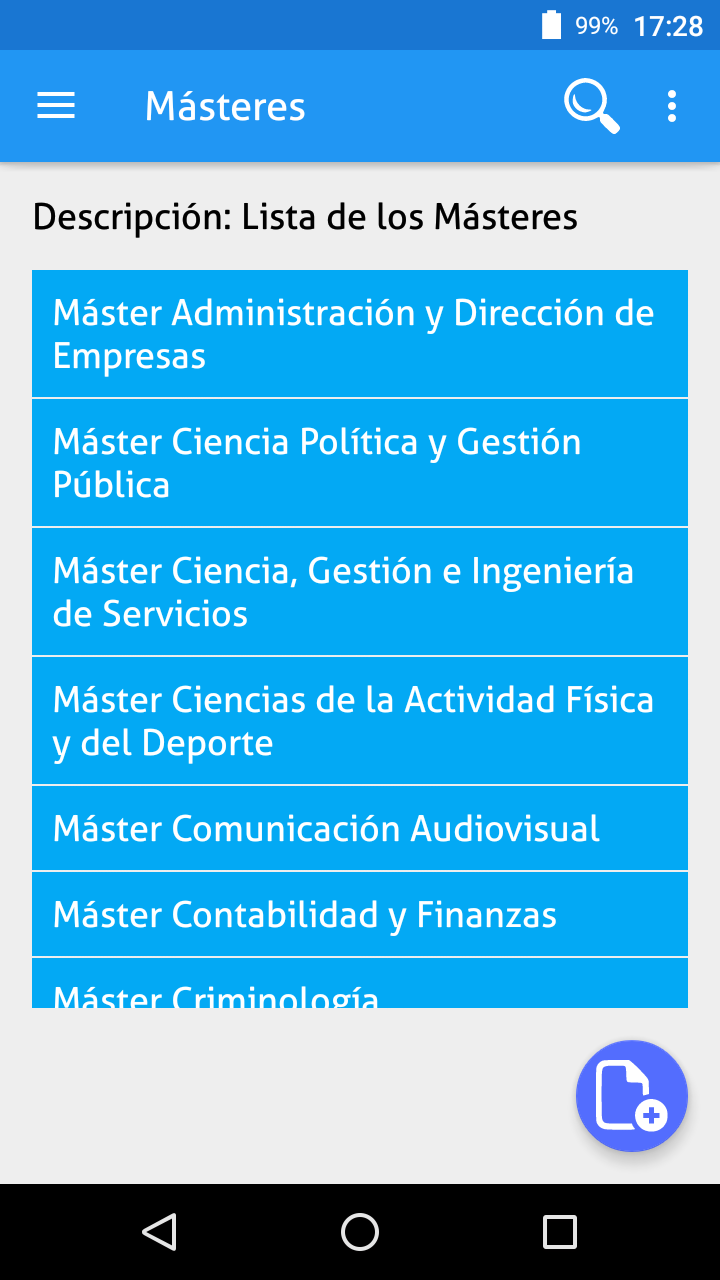 99% 17:28
Másteres
Descripción: Lista de los Másteres
Máster Administración y Dirección de
Empresas
Máster Ciencia Política y Gestión
Pública
Máster Ciencia, Gestión e Ingeniería
de Servicios
Máster Ciencias de la Actividad Física
y del Deporte
Máster Comunicación Audiovisual
Máster Contabilidad y Finanzas
Máster Criminología